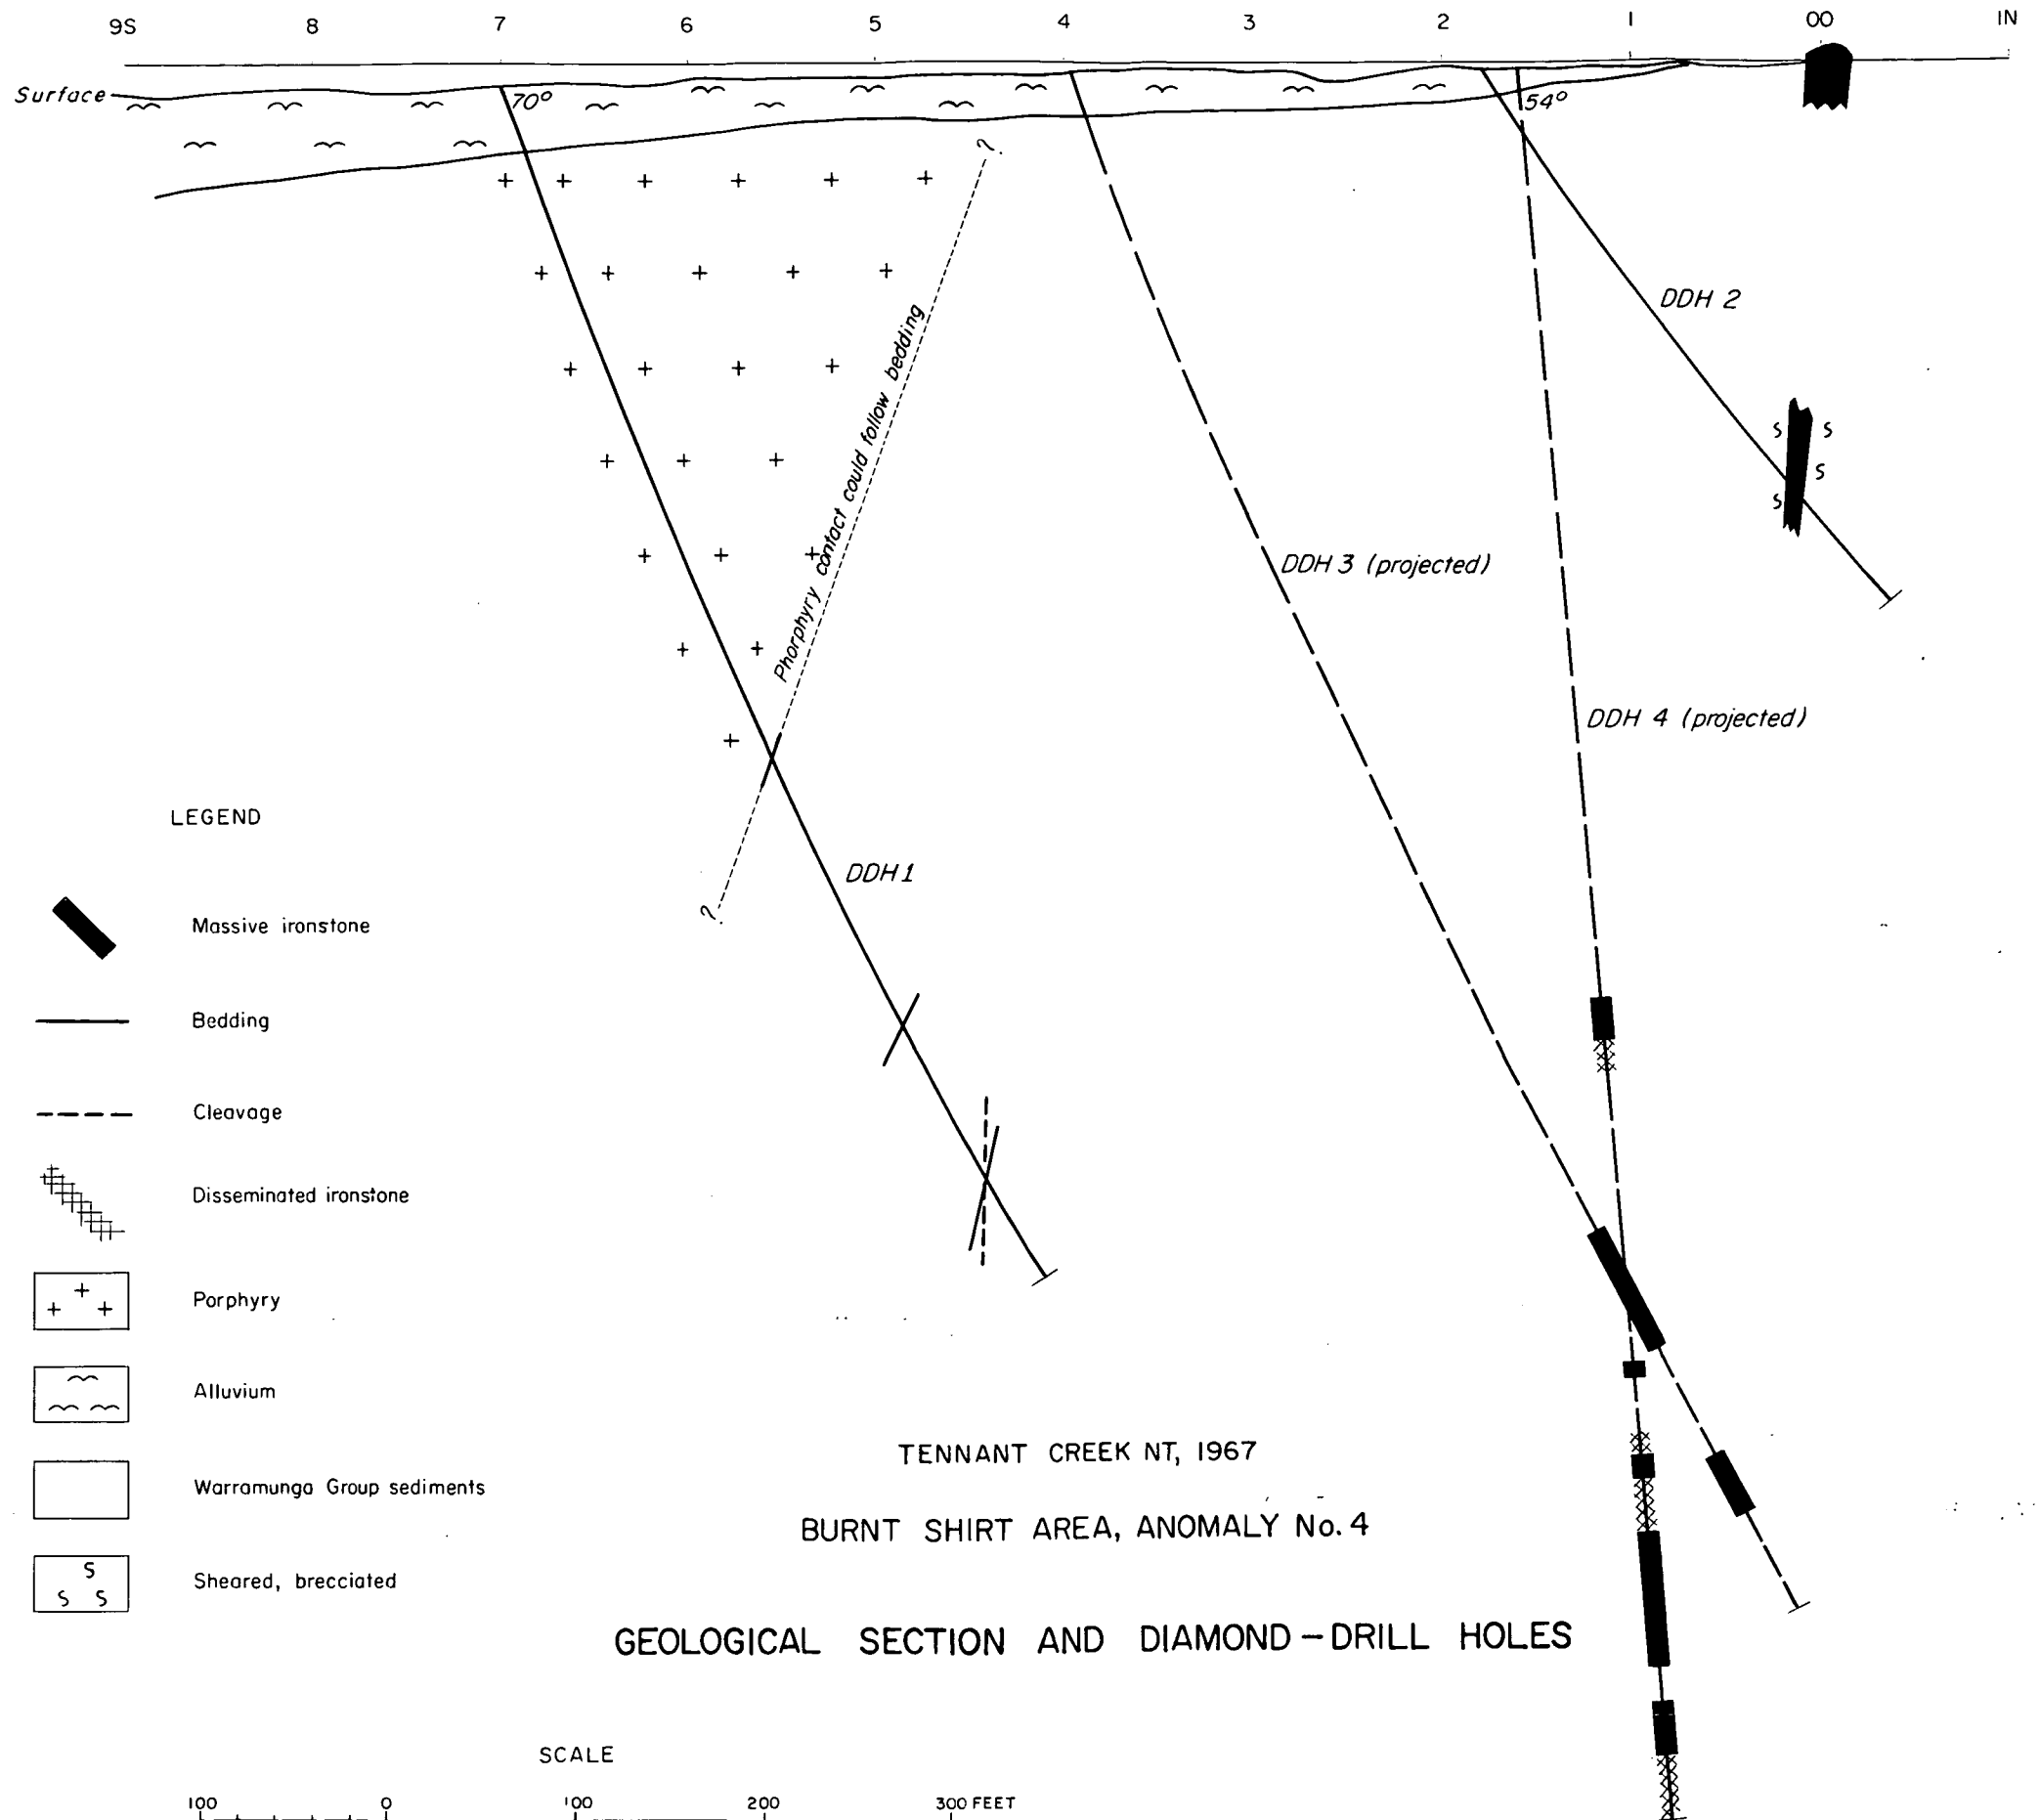 9S 8 7 6 5 4 3 2 1 00 1N
Surface
70°
54°
?
DDH 2
Phorphyry contact could follow bedding
DDH 3 (projected)
DDH 4 (projected)
DDH 1
?
S S
S
S
LEGEND
Massive ironstone
Bedding
Cleavage
Disseminated ironstone
Porphyry
Alluvium
Warramunga Group sediments
S
S S
Sheared, brecciated
TENNANT CREEK NT, 1967
BURNT SHIRT AREA, ANOMALY No. 4
GEOLOGICAL SECTION AND DIAMOND-DRILL HOLES
SCALE
100 0 100 200 300 FEET